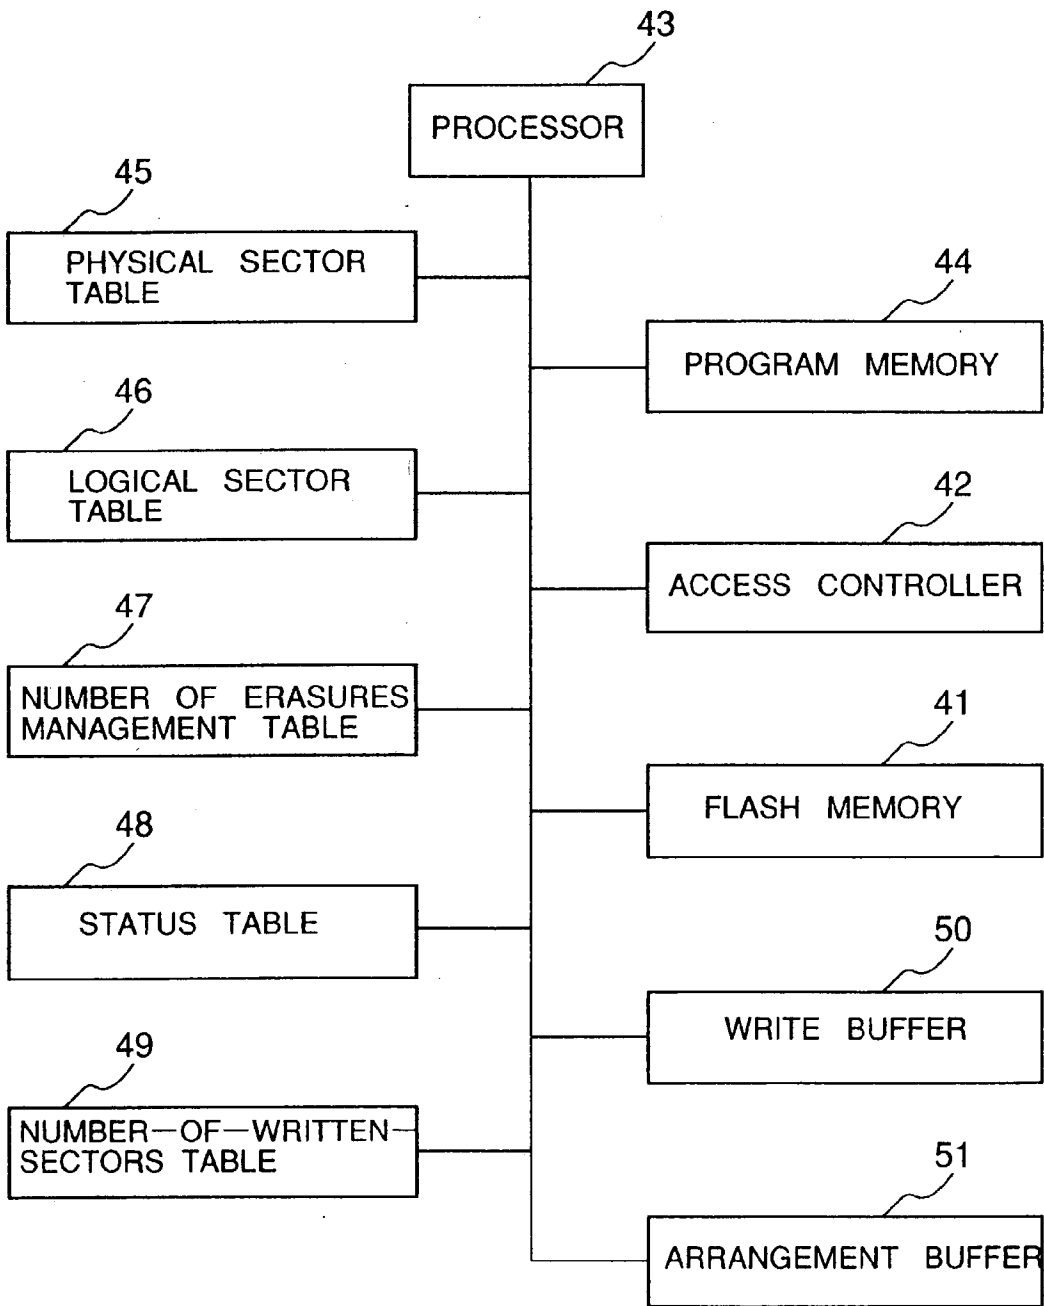 43
PROCESSOR
45
PHYSICAL SECTOR
TABLE
44
PROGRAM MEMORY
46
LOGICAL SECTOR
TABLE
42
ACCESS CONTROLLER
47
NUMBER OF ERASURES
MANAGEMENT TABLE
41
FLASH MEMORY
48
STATUS TABLE
50
WRITE BUFFER
49
NUMBER-OF-WRITTEN-
SECTORS TABLE
51
ARRANGEMENT BUFFER